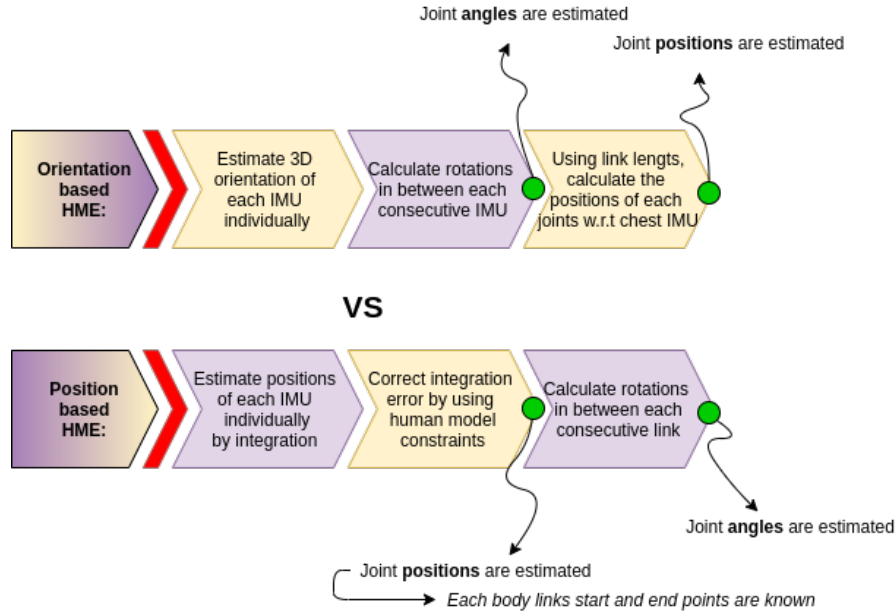 Joint angles are estimated
Joint positions are estimated
Orientation
based
HME:
Estimate 3D
orientation of
each IMU
individually
Calculate rotations
in between each
consecutive IMU
Using link lengts,
calculate the
positions of each
joints w.r.t chest IMU
VS
Position
based
HME:
Estimate positions
of each IMU
individually
by integration
Correct integration
error by using
human model
constraints
Calculate rotations
in between each
consecutive link
Joint angles are estimated
Joint positions are estimated
Each body links start and end points are known